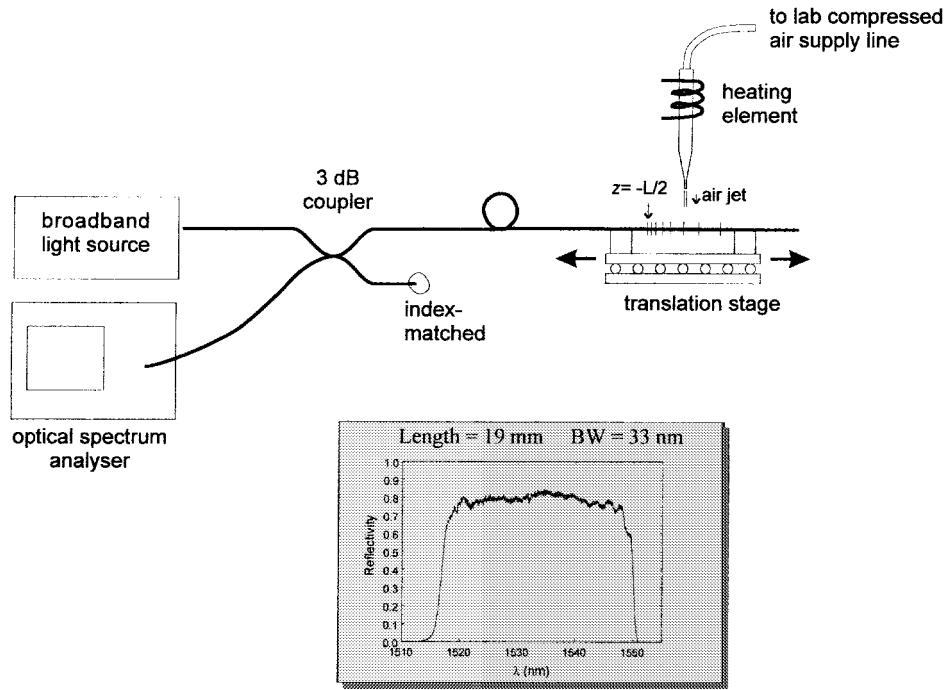 to lab compressed
air supply line
heating
element
3 dB
coupler
z= -L/2
air jet
broadband
light source
index-
matched
translation stage
optical spectrum
analyser
Length = 19 mm BW = 33 nm
Reflectivity
1.0
0.9
0.8
0.7
0.6
0.5
0.4
0.3
0.2
0.1
0.0
1510 1520 1530 1540 1550
λ (nm)